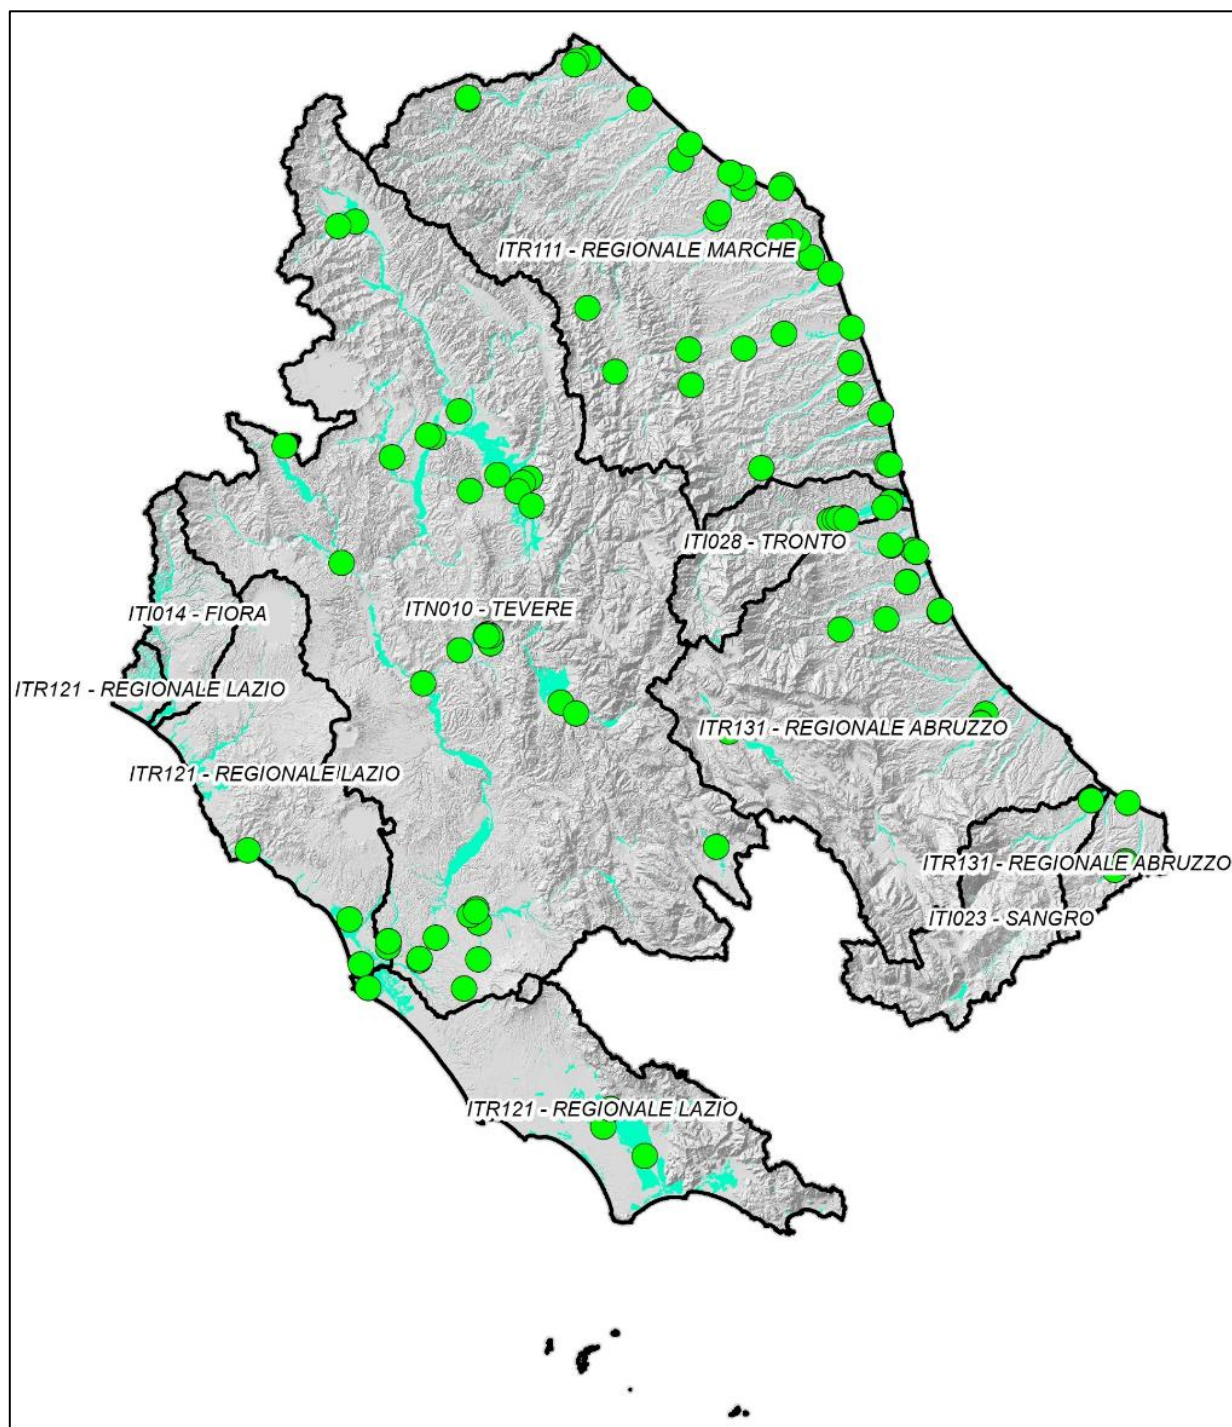 ITR111 - REGIONALE MARCHE
ITI028 - TRONTO
ITN010 - TEVERE
ITI014 - FIORA
ITR121 - REGIONALE LAZIO
ITR131 - REGIONALE ABRUZZO
ITR121 - REGIONALE LAZIO
ITR131 - REGIONALE ABRUZZO
ITI023 - SANGRO
ITR121 - REGIONALE LAZIO